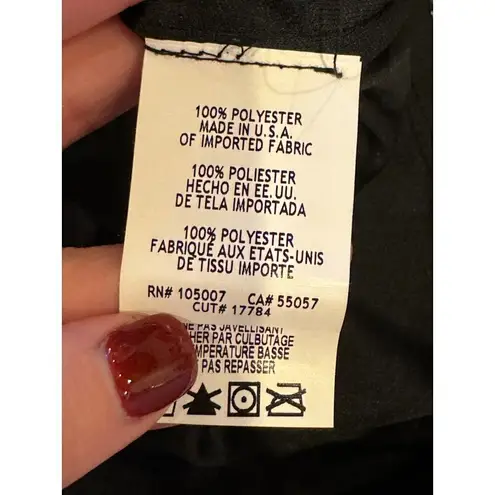 100% POLYESTER
MADE IN U.S.A.
OF IMPORTED FABRIC
100% POLIESTER
HECHO EN EE.UU.
DE TELA IMPORTADA
100% POLYESTER
FABRIQUÉ AUX ETATS-UNIS
DE TISSU IMPORTE
RN# 105007 CA# 55057
CUT# 17784
NE PAS JAVELLISANT
PAR CULBUTAGE
BASSE
PAS REPASSER